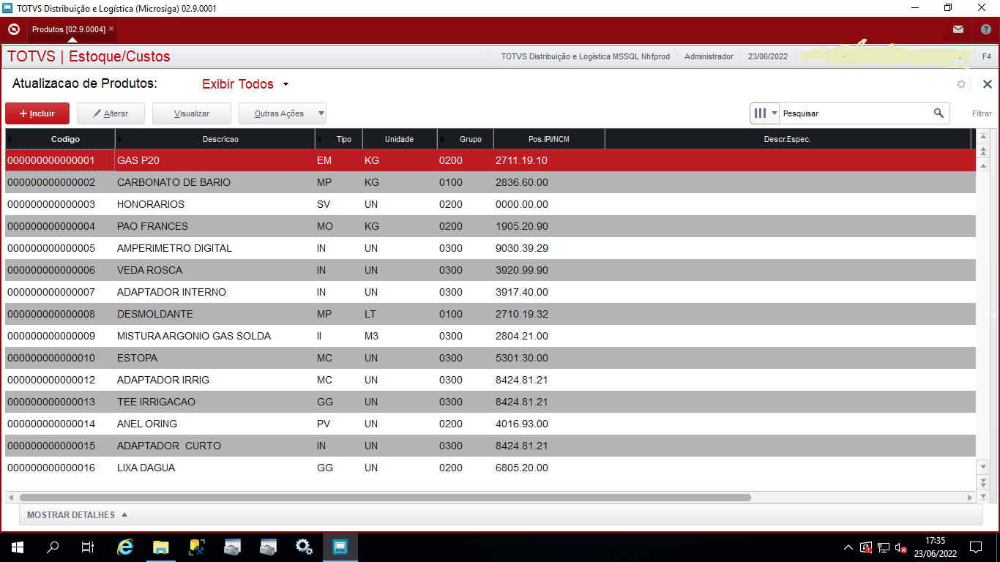 TOTVS Distribuição e Logística (Microsiga) 02.9.0001
Produtos [02.9.0004] ×
TOTVS | Estoque/Custos TOTVS Distribuição e Logística MSSQL Nhfprod Administrador 23/06/2022 F4
Atualizacao de Produtos: Exibir Todos
+ Incluir Alterar Visualizar Outras Ações Pesquisar Filtrar
Codigo Descricao Tipo Unidade Grupo Pos.IPI/NCM Descr.Espec.
000000000000001 GAS P20 EM KG 0200 2711.19.10
000000000000002 CARBONATO DE BARIO MP KG 0100 2836.60.00
000000000000003 HONORARIOS SV UN 0200 0000.00.00
000000000000004 PAO FRANCES MO KG 0200 1905.20.90
000000000000005 AMPERIMETRO DIGITAL IN UN 0300 9030.39.29
000000000000006 VEDA ROSCA IN UN 0300 3920.99.90
000000000000007 ADAPTADOR INTERNO IN UN 0300 3917.40.00
000000000000008 DESMOLDANTE MP LT 0100 2710.19.32
000000000000009 MISTURA ARGONIO GAS SOLDA II M3 0300 2804.21.00
000000000000010 ESTOPA MC UN 0300 5301.30.00
000000000000012 ADAPTADOR IRRIG MC UN 0300 8424.81.21
000000000000013 TEE IRRIGACAO GG UN 0300 8424.81.21
000000000000014 ANEL ORING PV UN 0200 4016.93.00
000000000000015 ADAPTADOR CURTO IN UN 0300 8424.81.21
000000000000016 LIXA DAGUA GG UN 0200 6805.20.00
MOSTRAR DETALHES
17:35
23/06/2022